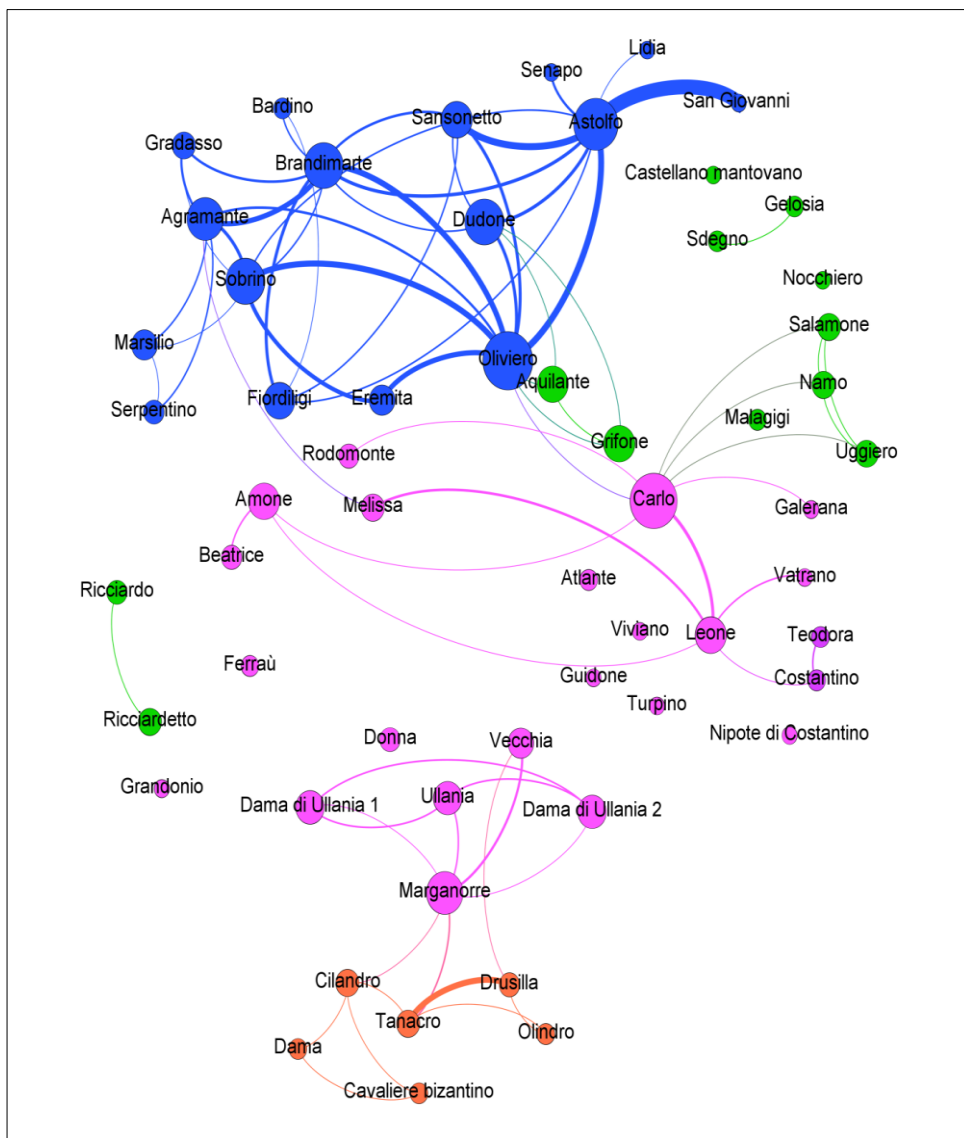 Lidia
Senapo
San Giovanni
Bardino
Sansonetto
Astolfo
Gradasso
Brandimarte
Castellano mantovano
Agramante
Dudone
Gelosia
Sdegno
Sobrino
Nocchiero
Salamone
Marsilio
Oliviero
Aquilante
Namo
Serpentino
Fiordiligi
Eremita
Malagigi
Grifone
Uggiero
Rodomonte
Amone
Melissa
Carlo
Galerana
Beatrice
Ricciardo
Atlante
Vatrano
Viviano
Leone
Teodora
Ferraù
Guidone
Costantino
Turpino
Ricciardetto
Donna
Vecchia
Nipote di Costantino
Grandonio
Dama di Ullania 1
Ullania
Dama di Ullania 2
Marganorre
Cilandro
Drusilla
Tanacro
Olindro
Dama
Cavaliere bizantino